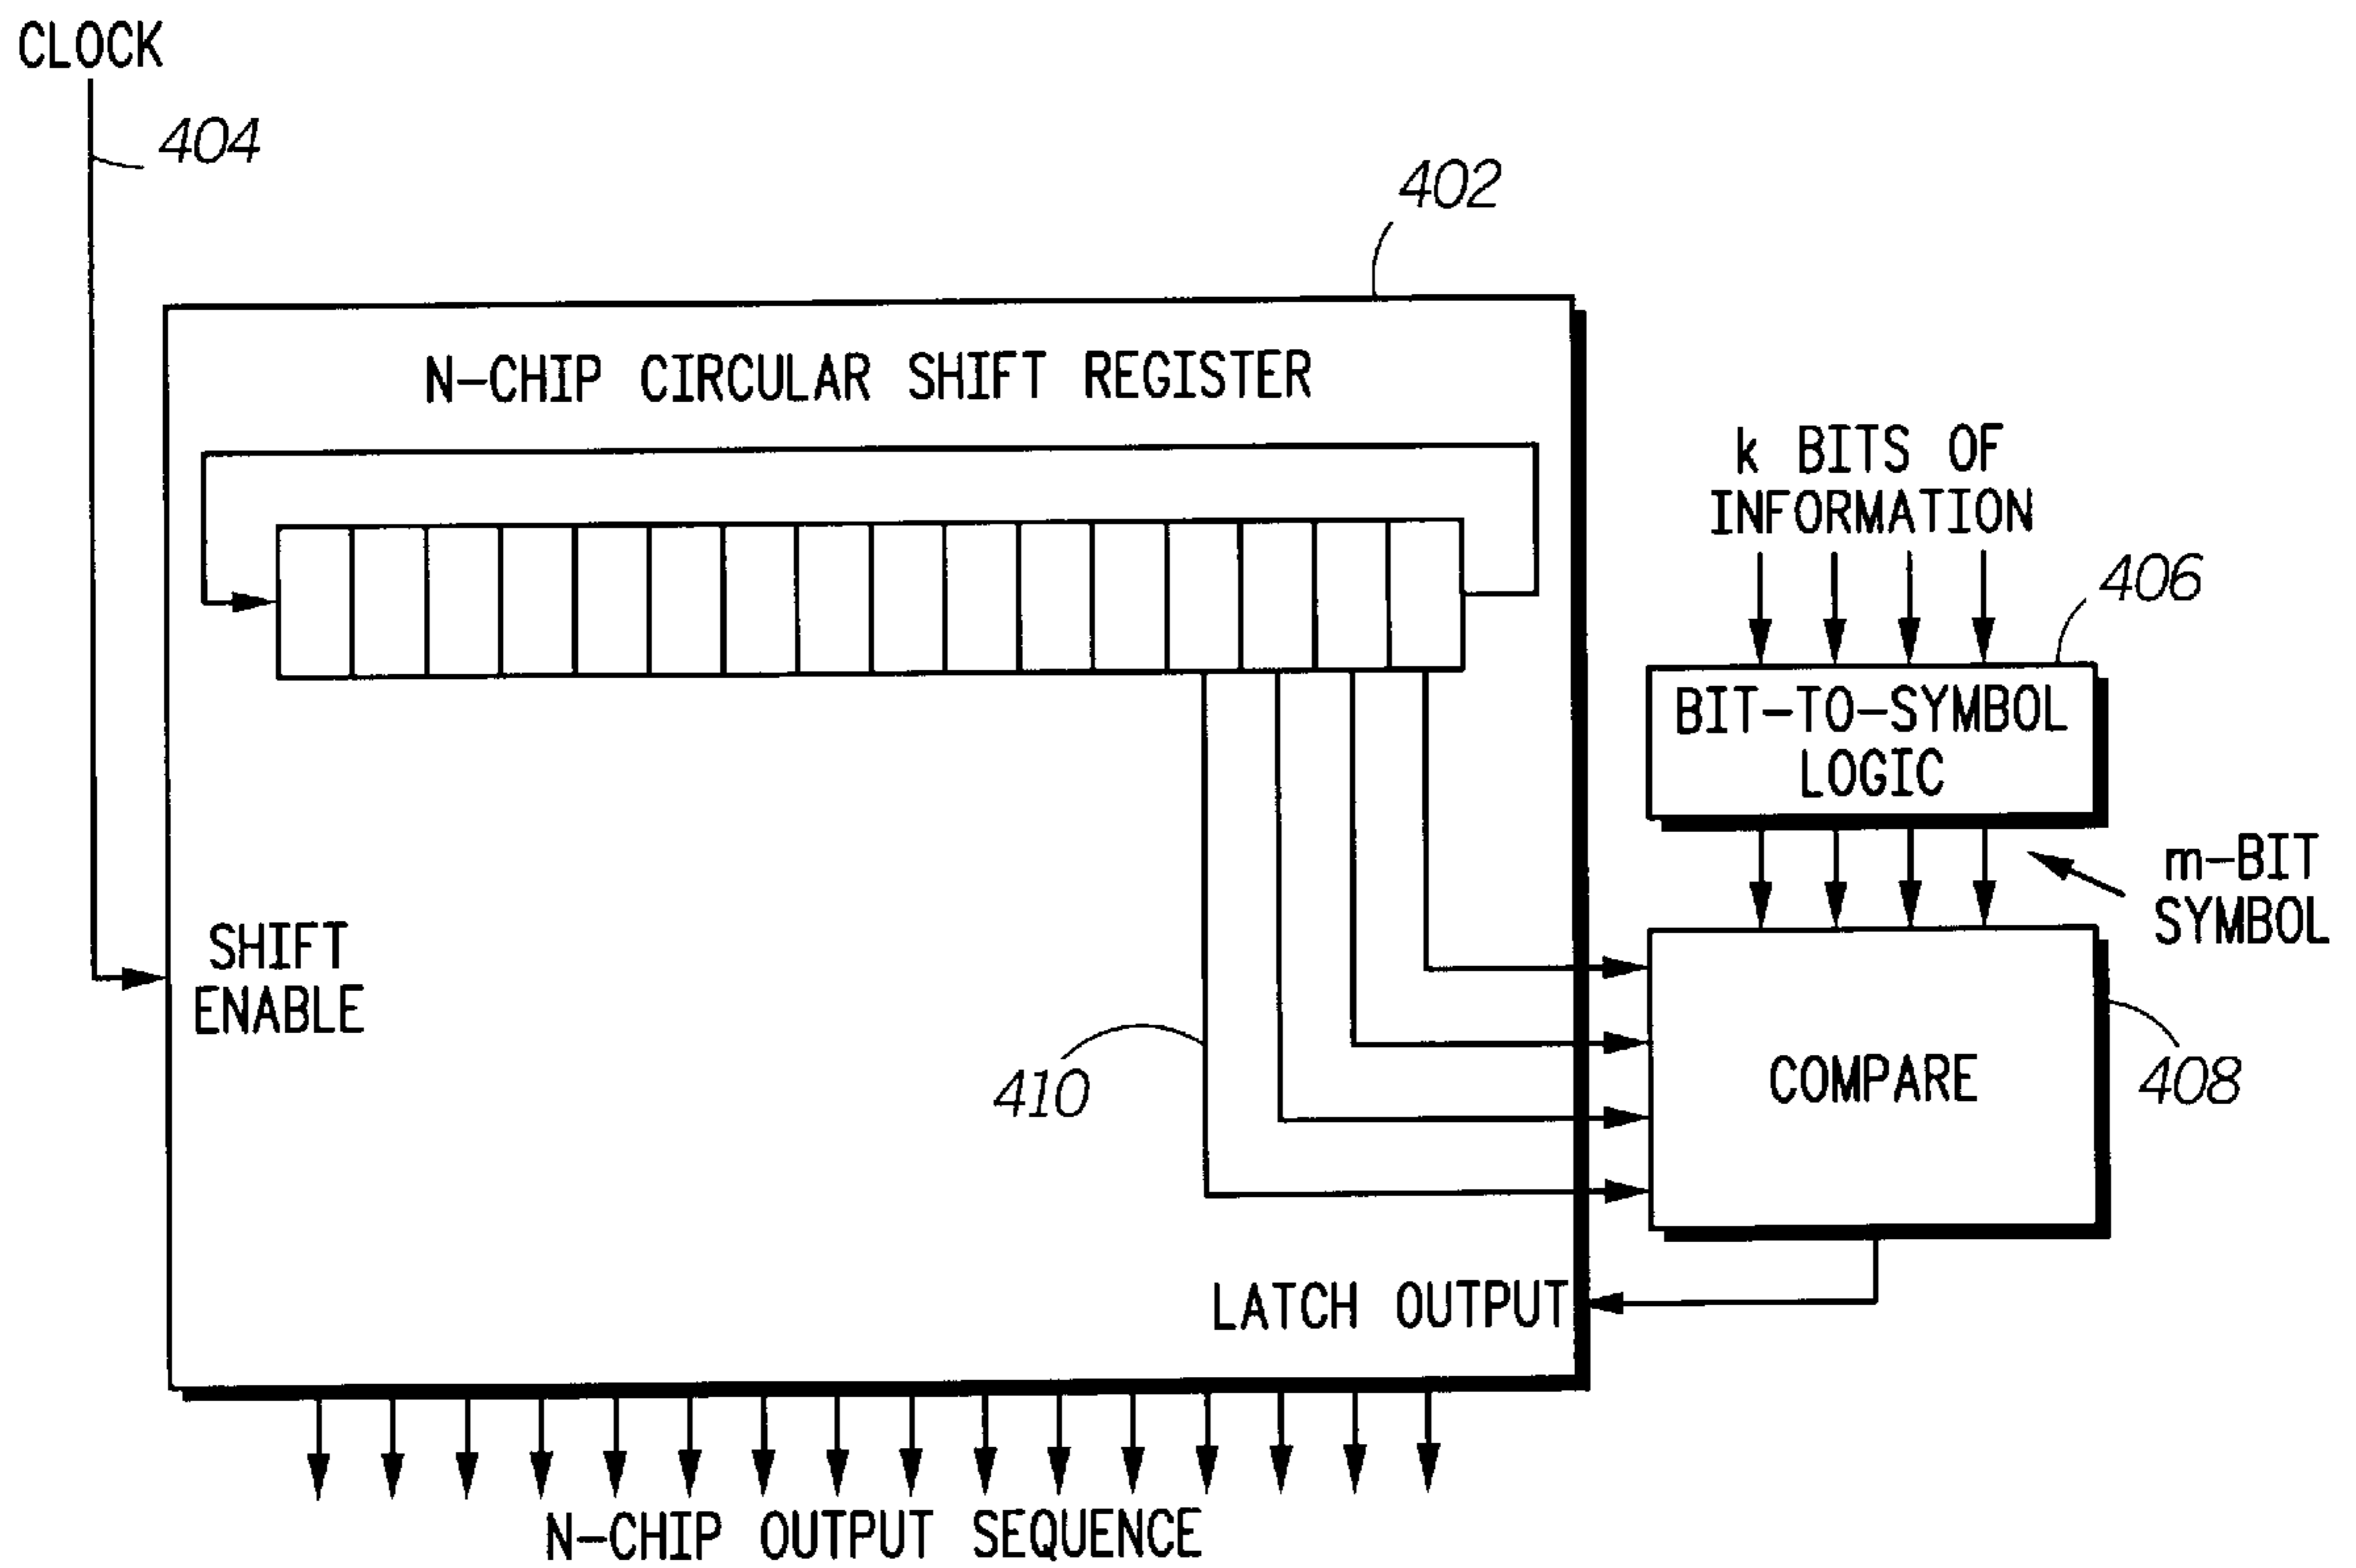 CLOCK
404
402
N-CHIP CIRCULAR SHIFT REGISTER
k BITS OF
INFORMATION
406
BIT-TO-SYMBOL
LOGIC
m-BIT
SYMBOL
SHIFT
ENABLE
410
COMPARE
408
LATCH OUTPUT
N-CHIP OUTPUT SEQUENCE